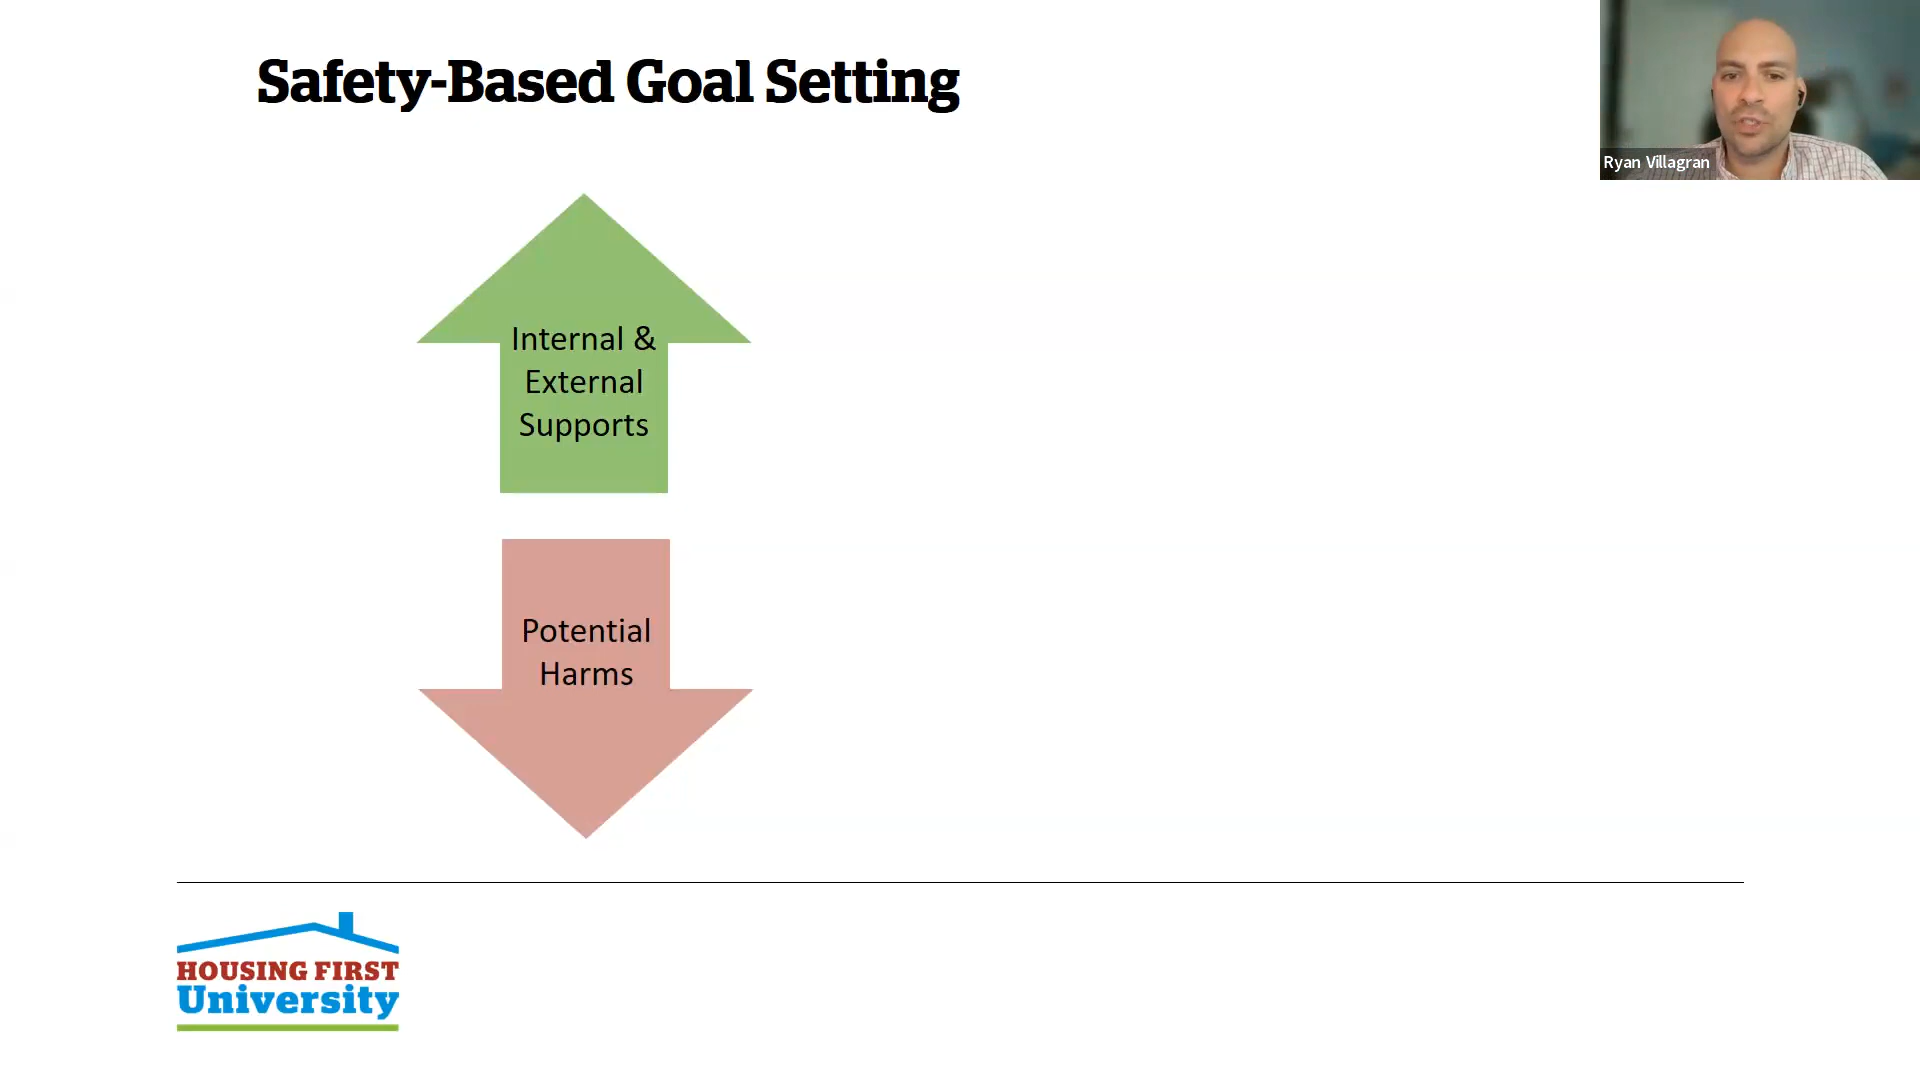 Safety-Based Goal Setting
Ryan Villagran
Internal &
External
Supports
Potential
Harms
HOUSING FIRST
University